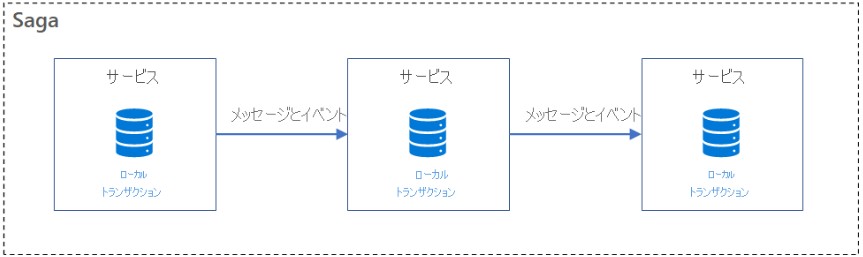 Saga
サービス
サービス
サービス
メッセージとイベント
メッセージとイベント
ローカル
トランザクション
ローカル
トランザクション
ローカル
トランザクション